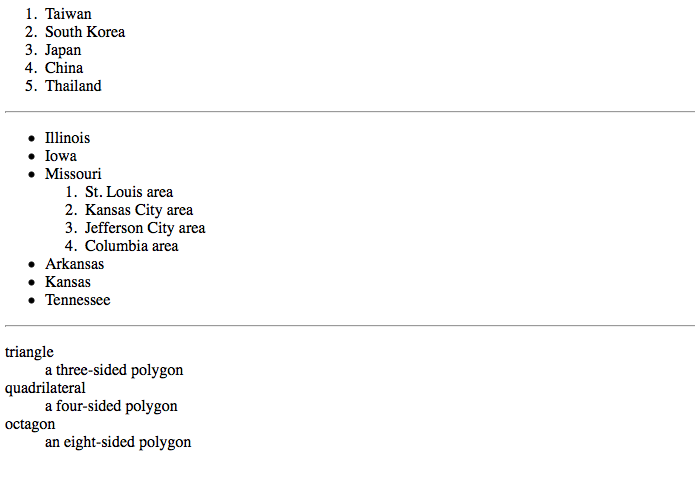 1. Taiwan
2. South Korea
3. Japan
4. China
5. Thailand
• Illinois
• Iowa
• Missouri
1. St. Louis area
2. Kansas City area
3. Jefferson City area
4. Columbia area
• Arkansas
• Kansas
• Tennessee
triangle
a three-sided polygon
quadrilateral
a four-sided polygon
octagon
an eight-sided polygon